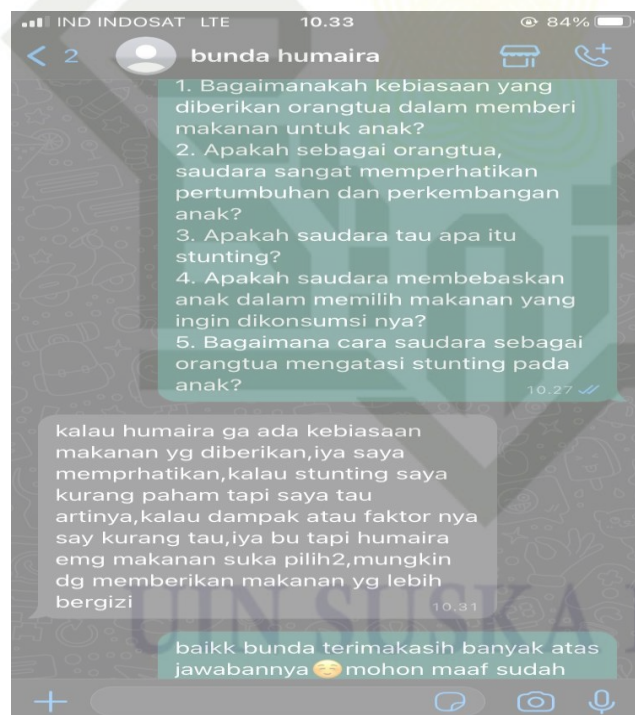 IND INDOSAT LTE 10.33 84%
2 bunda humaira
1. Bagaimanakah kebiasaan yang
diberikan orangtua dalam memberi
makanan untuk anak?
2. Apakah sebagai orangtua,
saudara sangat memperhatikan
pertumbuhan dan perkembangan
anak?
3. Apakah saudara tau apa itu
stunting?
4. Apakah saudara membebaskan
anak dalam memilih makanan yang
ingin dikonsumsi nya?
5. Bagaimana cara saudara sebagai
orangtua mengatasi stunting pada
anak?
10.27
kalau humaira ga ada kebiasaan
makanan yg diberikan,iya saya
memprhatikan,kalau stunting saya
kurang paham tapi saya tau
artinya,kalau dampak atau faktor nya
say kurang tau,iya bu tapi humaira
emg makanan suka pilih2,mungkin
dg memberikan makanan yg lebih
bergizi
10.31
UIN SUSKA
baikk bunda terimakasih banyak atas
jawabannya ☺️ mohon maaf sudah